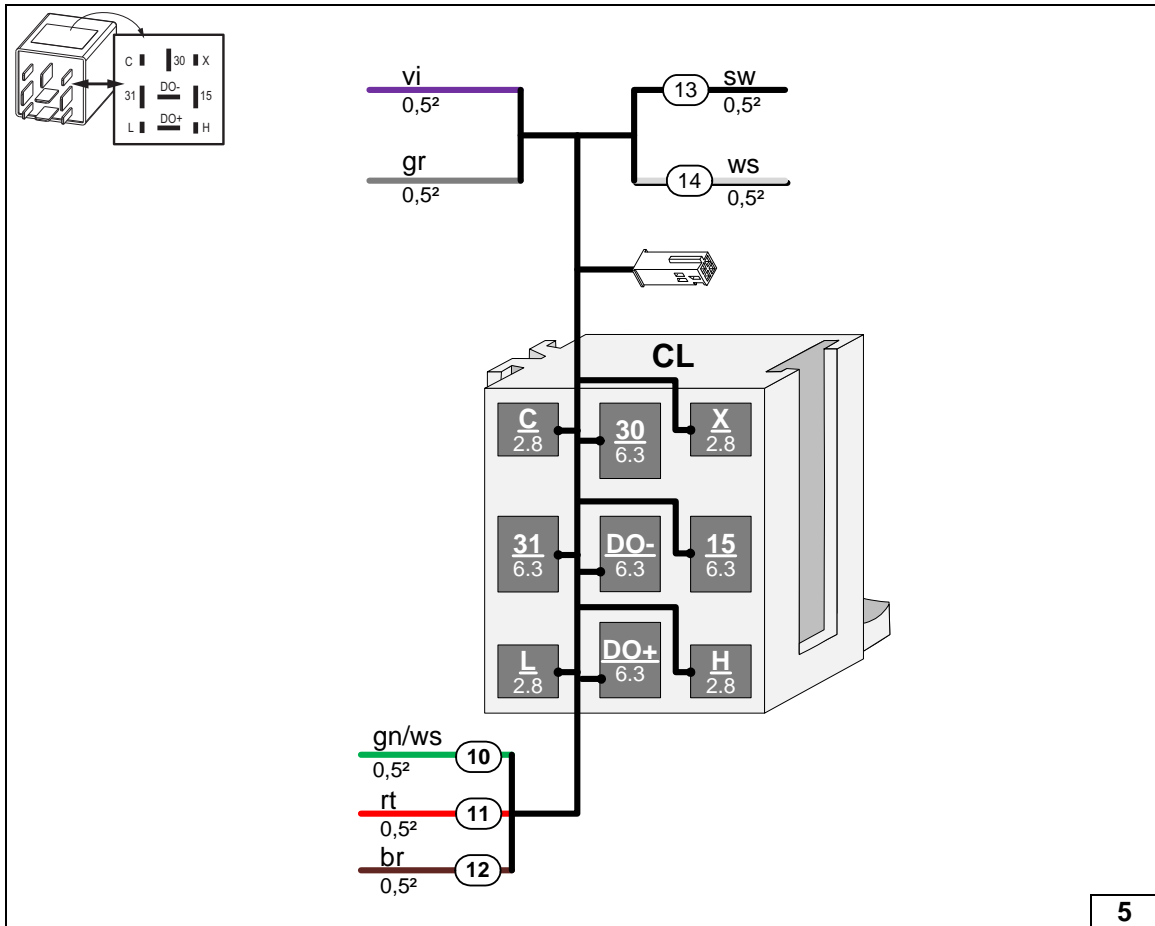 C 30 X
31 DO- 15
L DO+ H
vi
0,5²
gr
0,5²
13 sw
0,5²
14 ws
0,5²
CL
C
2.8
30
6.3
X
2.8
31
6.3
DO-
6.3
15
6.3
L
2.8
DO+
6.3
H
2.8
gn/ws 10
0,5²
rt 11
0,5²
br 12
0,5²
5